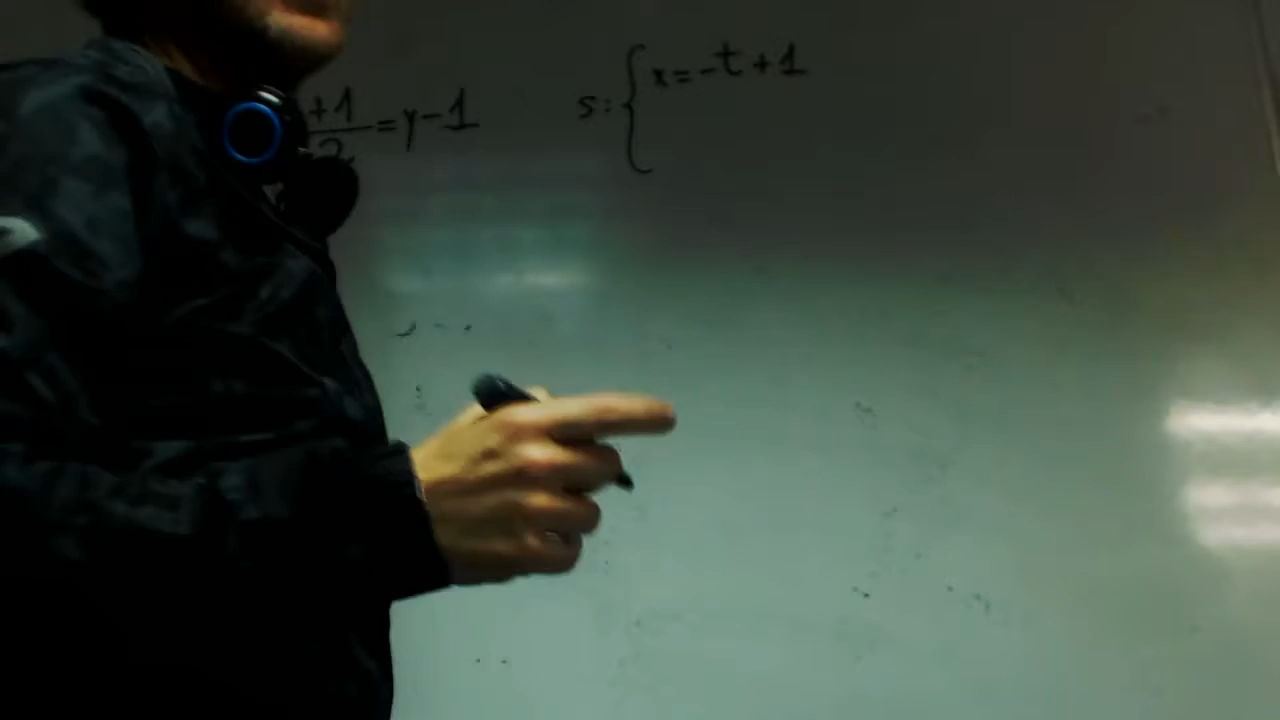 +1/2 = y-1
s: { x = -t+1